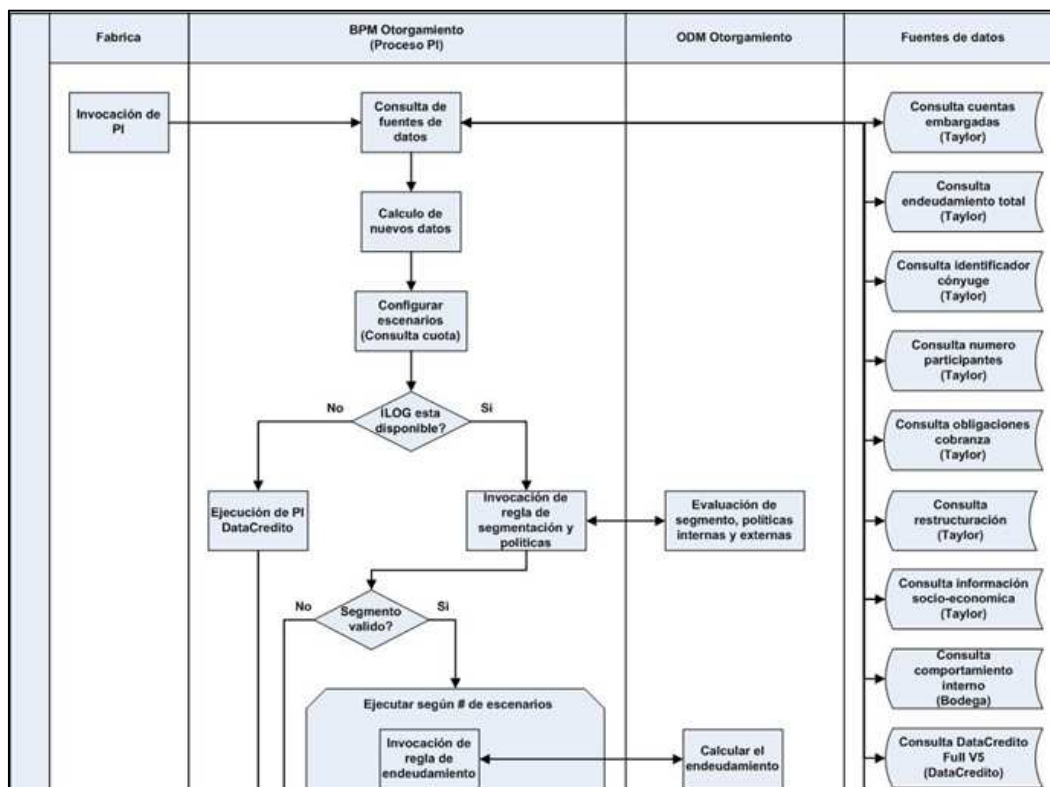 Fabrica
BPM Otorgamiento
(Proceso PI)
ODM Otorgamiento
Fuentes de datos
Invocación de
PI
Consulta de
fuentes de
datos
Consulta cuentas
embargadas
(Taylor)
Calculo de
nuevos datos
Consulta
endeudamiento total
(Taylor)
Configurar
escenarios
(Consulta cuota)
Consulta identificador
cónyuge
(Taylor)
Consulta numero
participantes
(Taylor)
No
ILOG esta
disponible?
Si
Consulta obligaciones
cobranza
(Taylor)
Ejecución de PI
DataCredito
Invocación de
regla de
segmentación y
políticas
Evaluación de
segmento, políticas
internas y externas
Consulta
restructuración
(Taylor)
No
Segmento
valido?
Si
Consulta información
socio-economica
(Taylor)
Consulta
comportamiento
interno
(Bodega)
Ejecutar según # de escenarios
Invocación de
regla de
endeudamiento
Calcular el
endeudamiento
Consulta DataCredito
Full V5
(DataCredito)